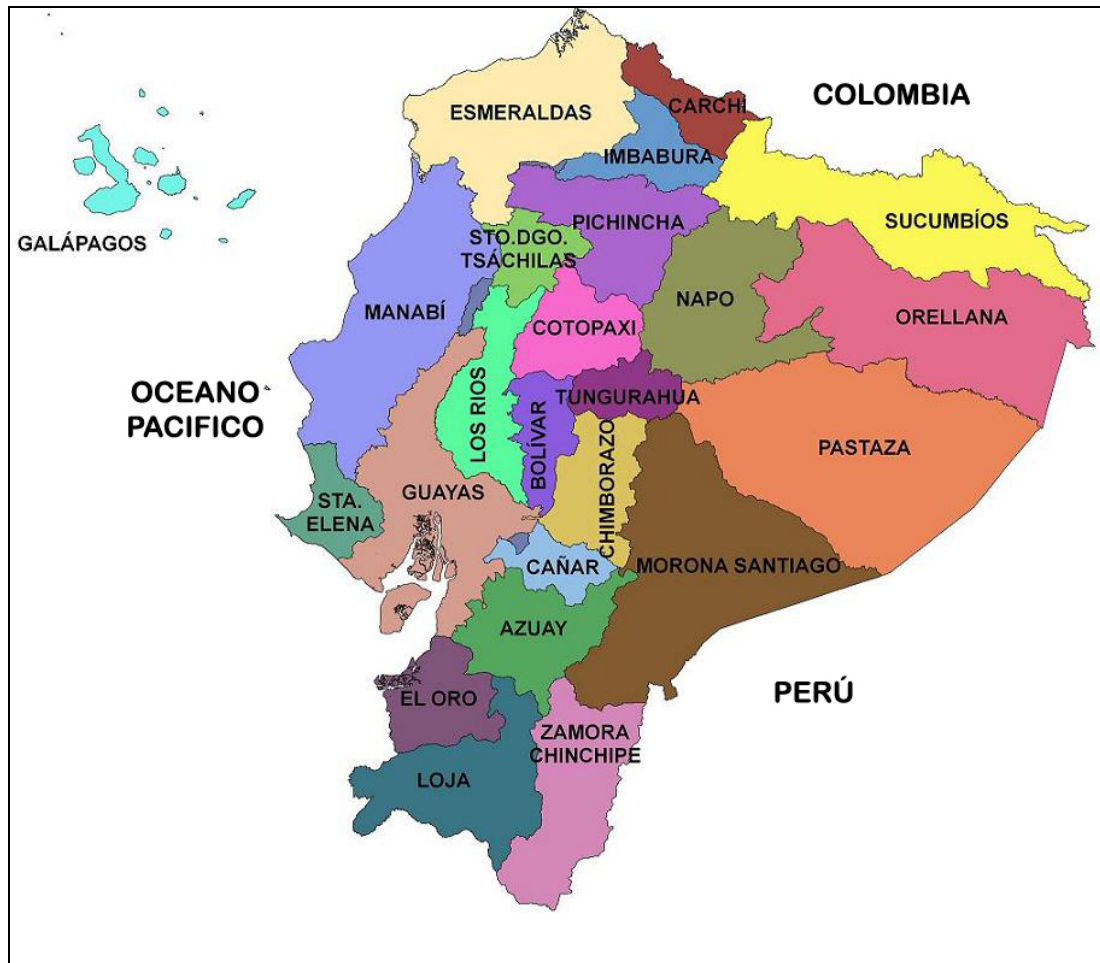 COLOMBIA
CARCHÍ
ESMERALDAS
IMBABURA
SUCUMBÍOS
PICHINCHA
GALÁPAGOS
STO.DGO.
TSÁCHILAS
NAPO
MANABÍ
ORELLANA
COTOPAXI
OCEANO
PACIFICO
TUNGURAHUA
LOS RIOS
BOLÍVAR
CHIMBORAZO
PASTAZA
GUAYAS
STA.
ELENA
CAÑAR
MORONA SANTIAGO
AZUAY
PERÚ
EL ORO
ZAMORA
CHINCHIPE
LOJA